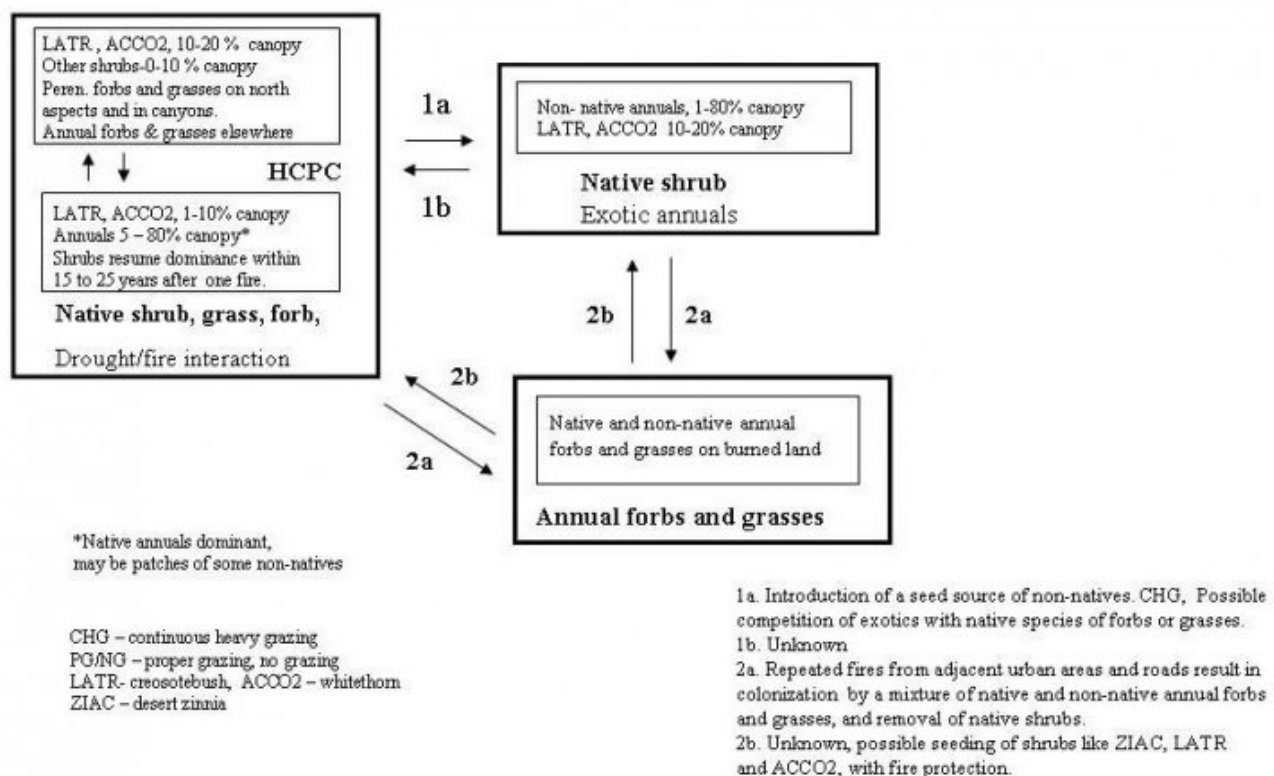 LATR , ACCO2, 10-20 % canopy
Other shrubs-0-10 % canopy
Peren. forbs and grasses on north
aspects and in canyons.
Annual forbs & grasses elsewhere
HCPC
LATR, ACCO2, 1-10% canopy
Annuals 5 – 80% canopy*
Shrubs resume dominance within
15 to 25 years after one fire.
Native shrub, grass, forb,
Drought/fire interaction
1a
1b
Non- native annuals, 1-80% canopy
LATR, ACCO2 10-20% canopy
Native shrub
Exotic annuals
2b
2a
2b
2a
Native and non-native annual
forbs and grasses on burned land
Annual forbs and grasses
*Native annuals dominant,
may be patches of some non-natives
CHG – continuous heavy grazing
PG/NG – proper grazing, no grazing
LATR- creosotebush, ACCO2 – whitethorn
ZIAC – desert zinnia
1a. Introduction of a seed source of non-natives. CHG, Possible
competition of exotics with native species of forbs or grasses.
1b. Unknown
2a. Repeated fires from adjacent urban areas and roads result in
colonization by a mixture of native and non-native annual forbs
and grasses, and removal of native shrubs.
2b. Unknown, possible seeding of shrubs like ZIAC, LATR
and ACCO2, with fire protection.